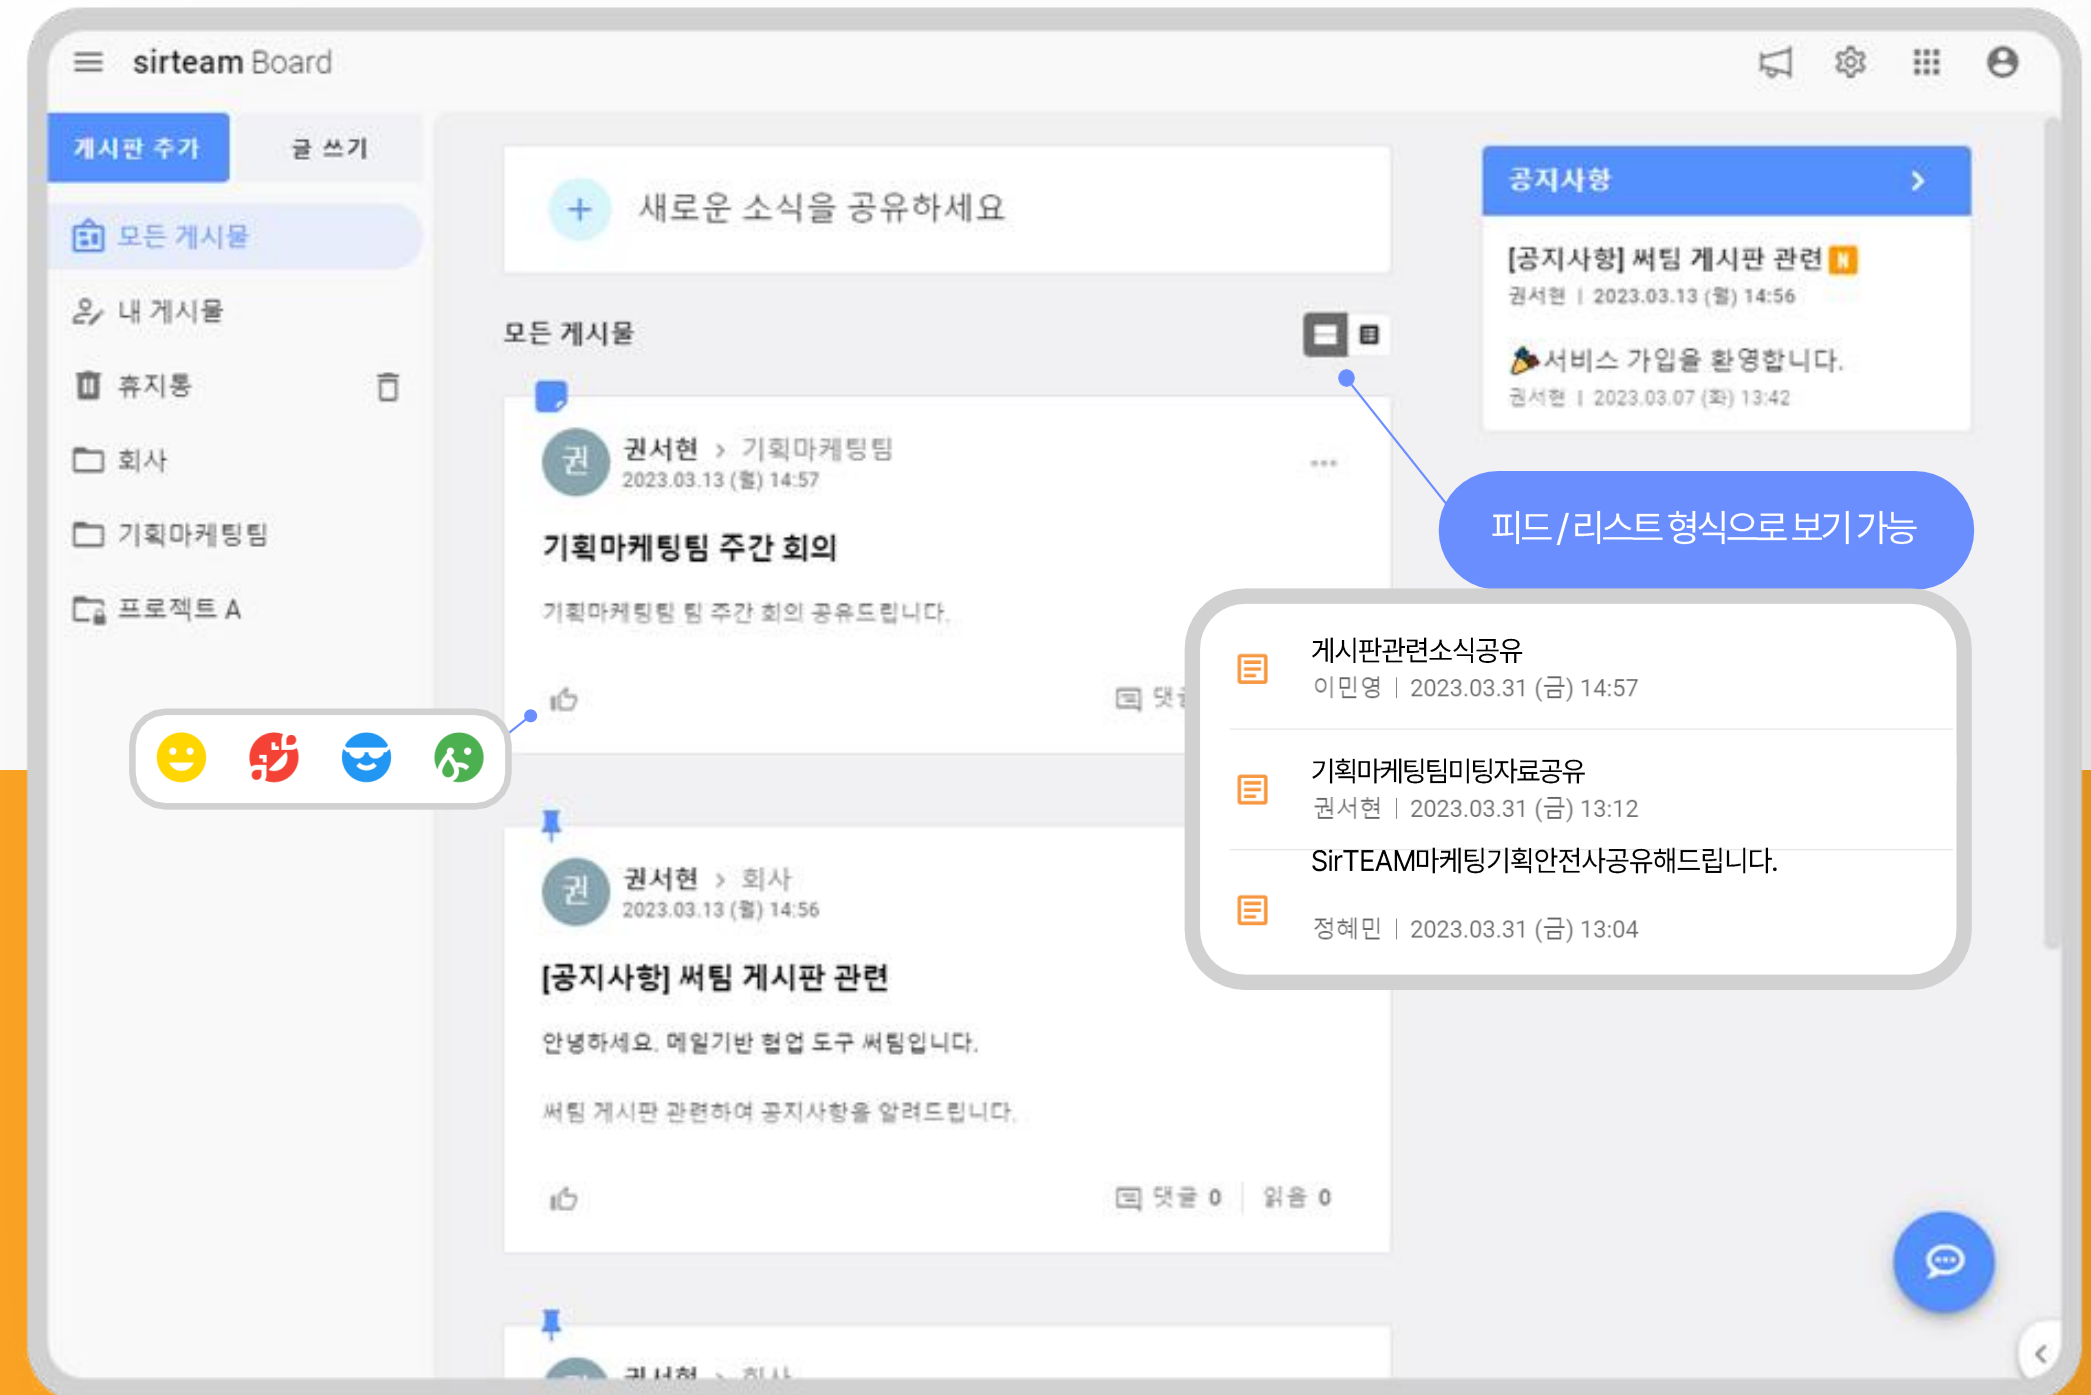 sirteam Board
게시판 추가
글 쓰기
모든 게시물
내 게시물
휴지통
회사
기획마케팅팀
프로젝트 A
새로운 소식을 공유하세요
모든 게시물
권
권서현 > 기획마케팅팀
2023.03.13 (월) 14:57
기획마케팅팀 주간 회의
기획마케팅팀 팀 주간 회의 공유드립니다.
권
권서현 > 회사
2023.03.13 (월) 14:56
[공지사항] 써팀 게시판 관련
안녕하세요. 메일기반 협업 도구 써팀입니다.
써팀 게시판 관련하여 공지사항을 알려드립니다.
댓글 0 | 읽음 0
공지사항
[공지사항] 써팀 게시판 관련 N
권서현 | 2023.03.13 (월) 14:56
서비스 가입을 환영합니다.
권서현 | 2023.03.07 (화) 13:42
피드 / 리스트 형식으로 보기 가능
게시판관련소식공유
이민영 | 2023.03.31 (금) 14:57
기획마케팅팀미팅자료공유
권서현 | 2023.03.31 (금) 13:12
SirTEAM마케팅기획안전사공유해드립니다.
정혜민 | 2023.03.31 (금) 13:04